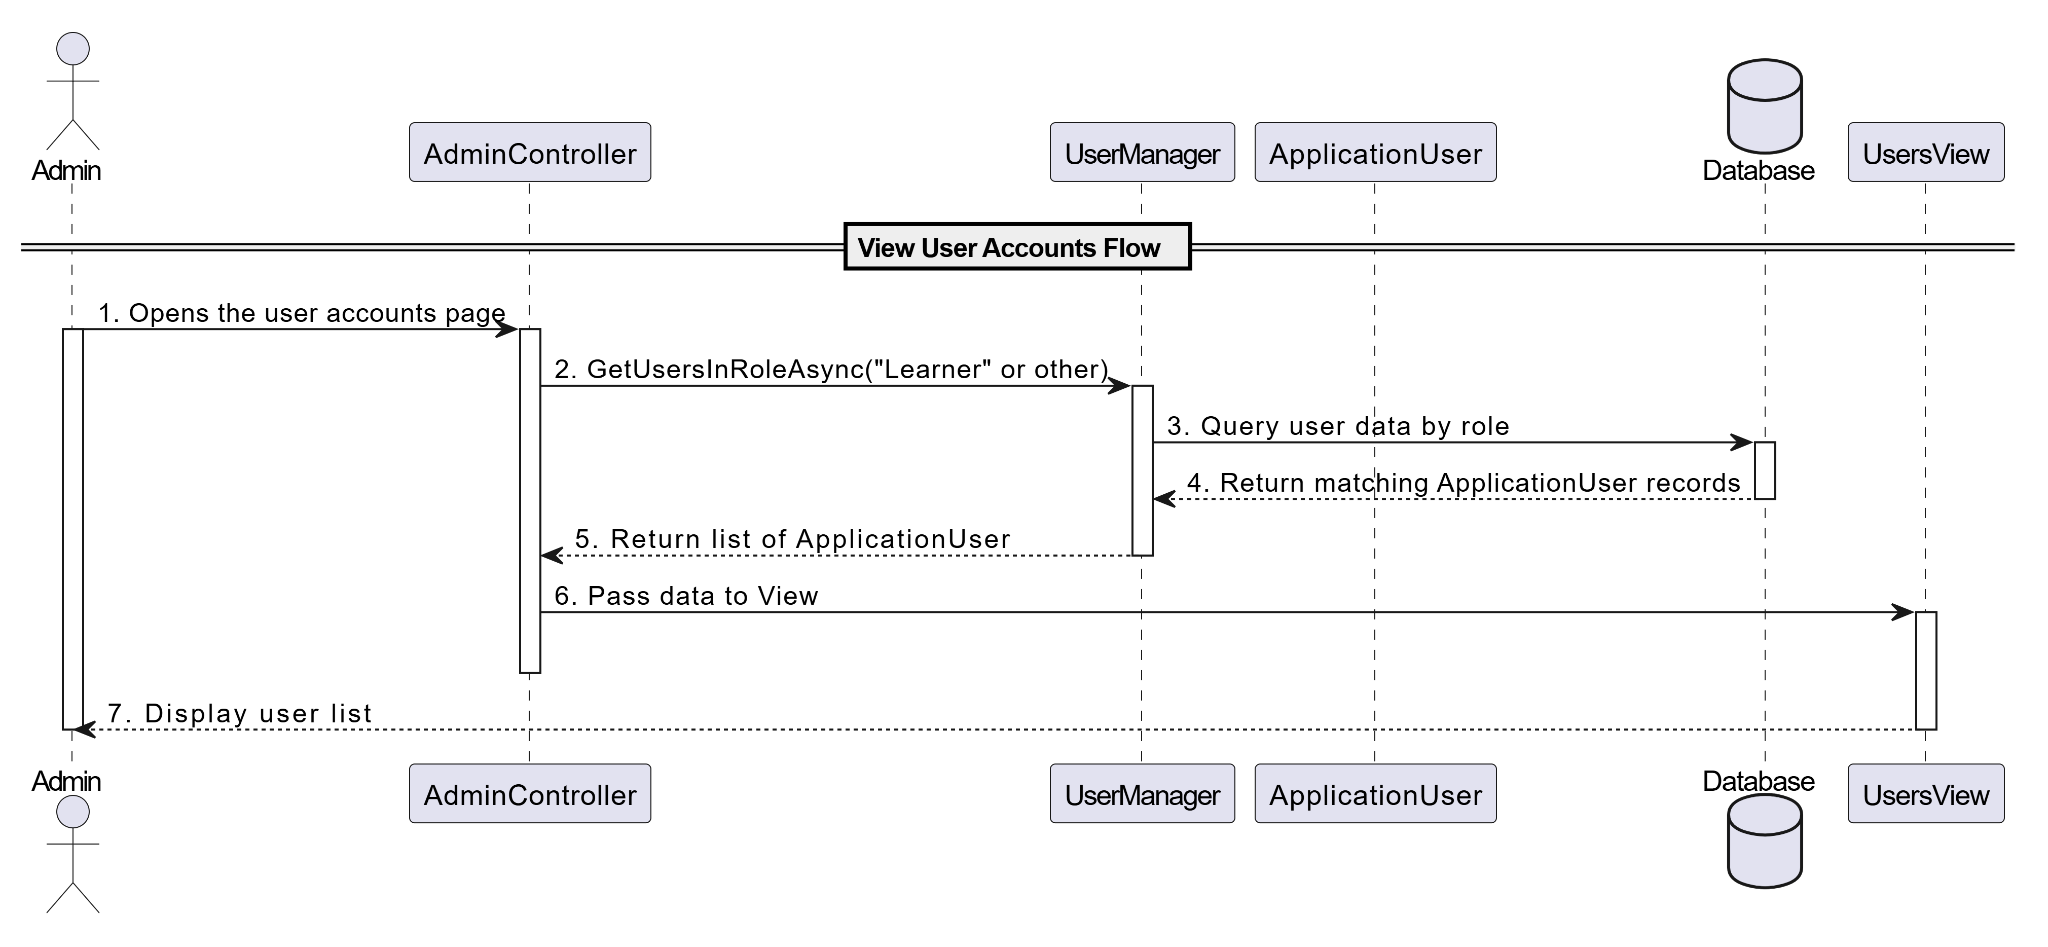 Admin
AdminController
UserManager
ApplicationUser
Database
UsersView
View User Accounts Flow
1. Opens the user accounts page
2. GetUsersInRoleAsync("Learner" or other)
3. Query user data by role
4. Return matching ApplicationUser records
5. Return list of ApplicationUser
6. Pass data to View
7. Display user list
Admin
AdminController
UserManager
ApplicationUser
Database
UsersView